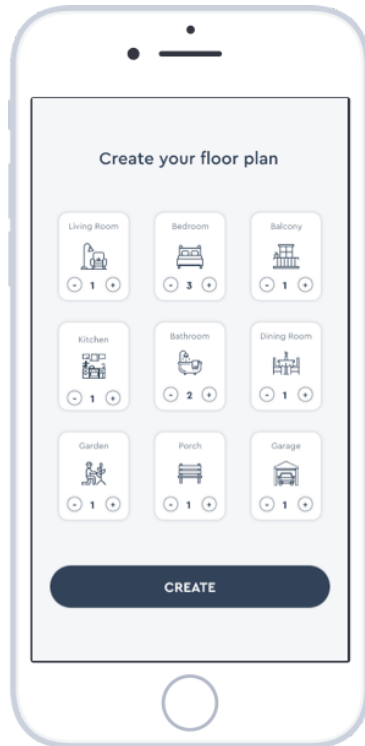 Create your floor plan
Living Room Bedroom Balcony
- 1 + - 3 + - 1 +
Kitchen Bathroom Dining Room
- 1 + - 2 + - 1 +
Garden Porch Garage
- 1 + - 1 + - 1 +
CREATE